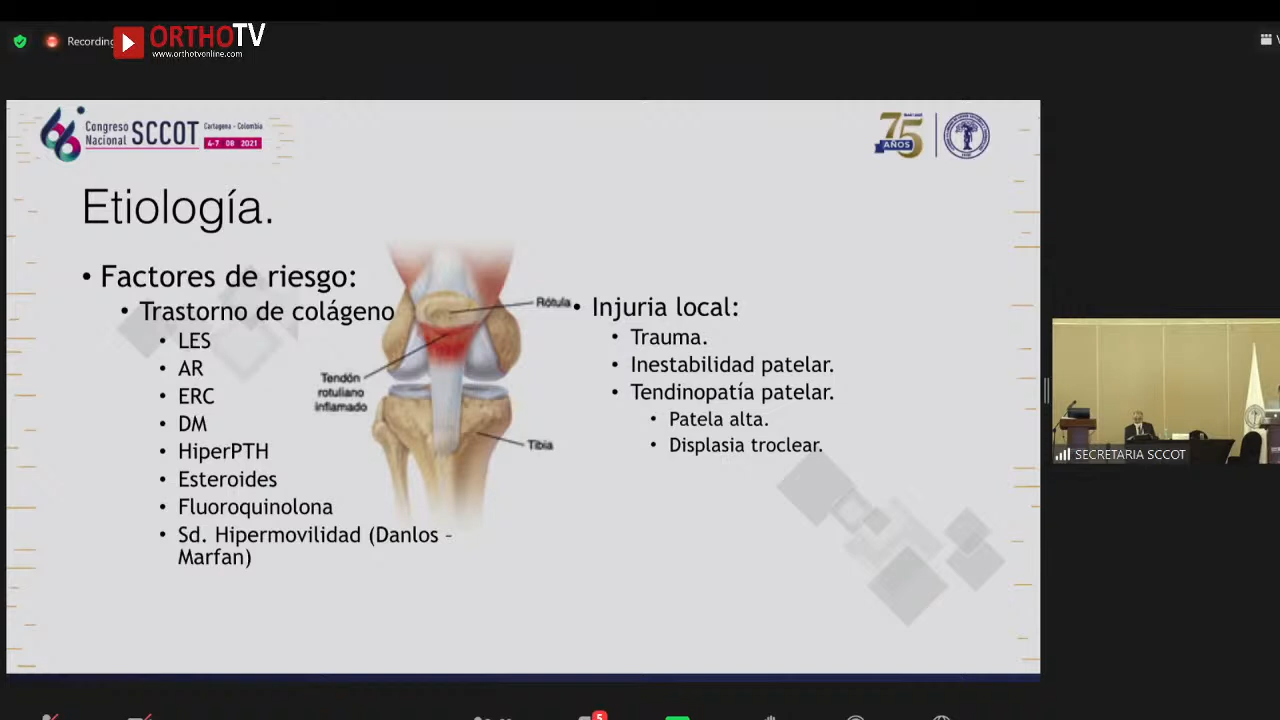 Recording
ORTHOTV
www.orthotvonline.com
Congreso
Nacional SCCOT
Cartagena - Colombia
4-7 08 2021
75
AÑOS
Etiología.
• Factores de riesgo:
• Trastorno de colágeno
• LES
• AR
• ERC
• DM
• HiperPTH
• Esteroides
• Fluoroquinolona
• Sd. Hipermovilidad (Danlos –
Marfan)
Rótula
Tendón
rotuliano
inflamado
Tibia
• Injuria local:
• Trauma.
• Inestabilidad patelar.
• Tendinopatía patelar.
• Patela alta.
• Displasia troclear.
SECRETARIA SCCOT
5